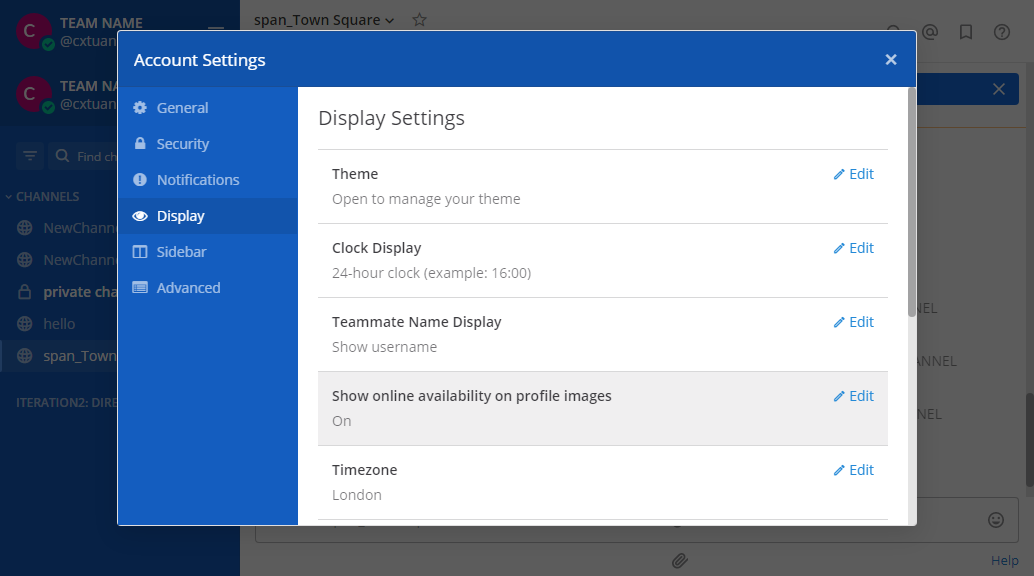 TEAM NAME
@cxtuan
TEAM NA
@cxtuan
Find ch
CHANNELS
NewChann
NewChann
private cha
hello
span_Town
ITERATION2: DIRE
span_Town Square
Account Settings
General
Security
Notifications
Display
Sidebar
Advanced
Display Settings
Theme
Edit
Open to manage your theme
Clock Display
Edit
24-hour clock (example: 16:00)
Teammate Name Display
Edit
Show username
Show online availability on profile images
Edit
On
Timezone
Edit
London
NEL
ANNEL
NEL
Help
C
C